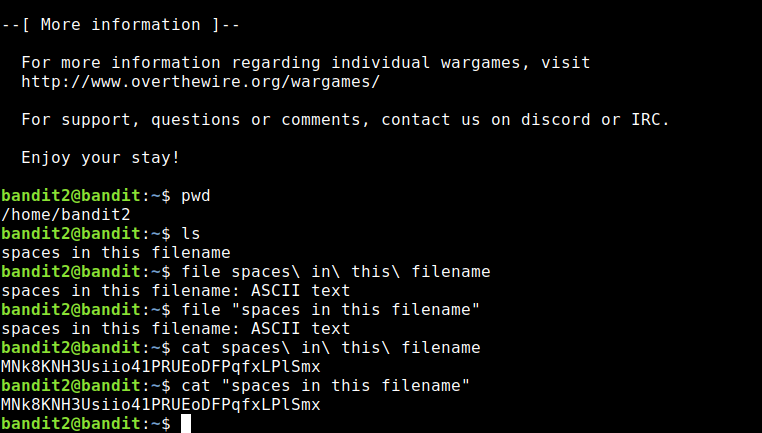 --[ More information ]--
For more information regarding individual wargames, visit
http://www.overthewire.org/wargames/
For support, questions or comments, contact us on discord or IRC.
Enjoy your stay!
bandit2@bandit:~$ pwd
/home/bandit2
bandit2@bandit:~$ ls
spaces in this filename
bandit2@bandit:~$ file spaces\ in\ this\ filename
spaces in this filename: ASCII text
bandit2@bandit:~$ file "spaces in this filename"
spaces in this filename: ASCII text
bandit2@bandit:~$ cat spaces\ in\ this\ filename
MNk8KNH3Usiio41PRUEoDFPqfxLPlSmx
bandit2@bandit:~$ cat "spaces in this filename"
MNk8KNH3Usiio41PRUEoDFPqfxLPlSmx
bandit2@bandit:~$